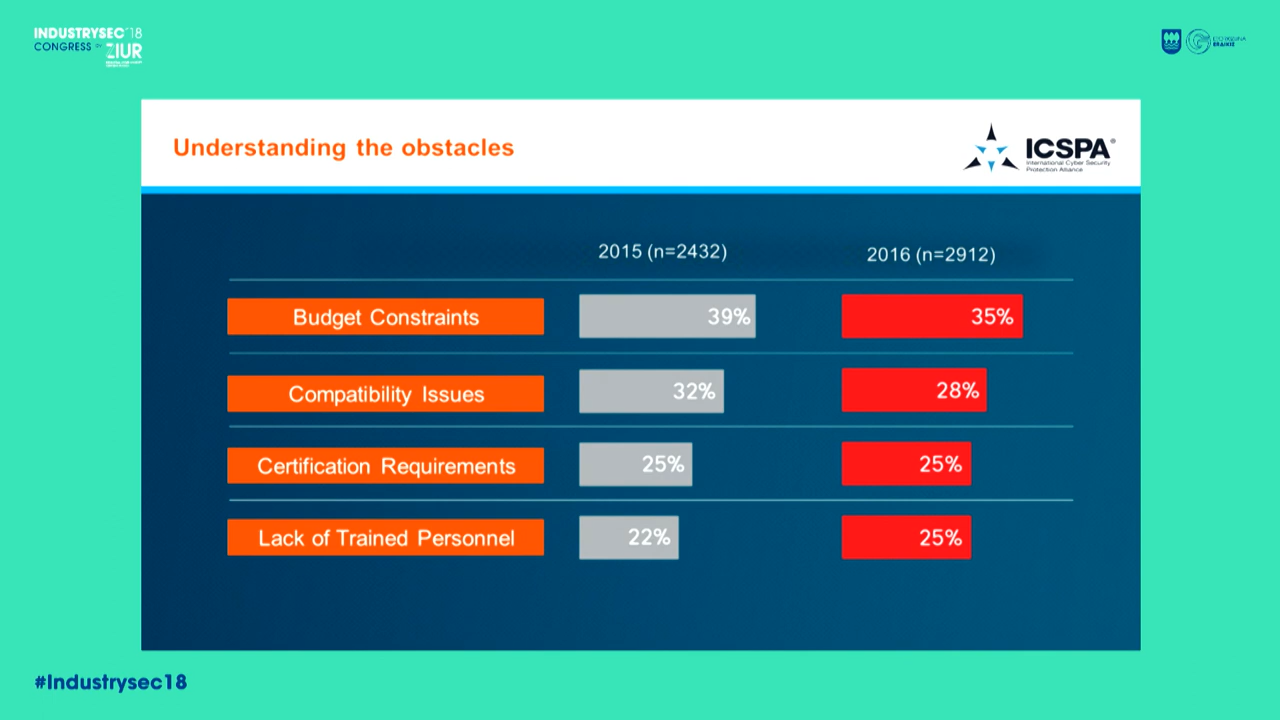 INDUSTRYSEC'18
CONGRESS BY ZIUR
Understanding the obstacles
ICSPA®
International Cyber Security
Protection Alliance
2015 (n=2432) 2016 (n=2912)
Budget Constraints 39% 35%
Compatibility Issues 32% 28%
Certification Requirements 25% 25%
Lack of Trained Personnel 22% 25%
#Industrysec18